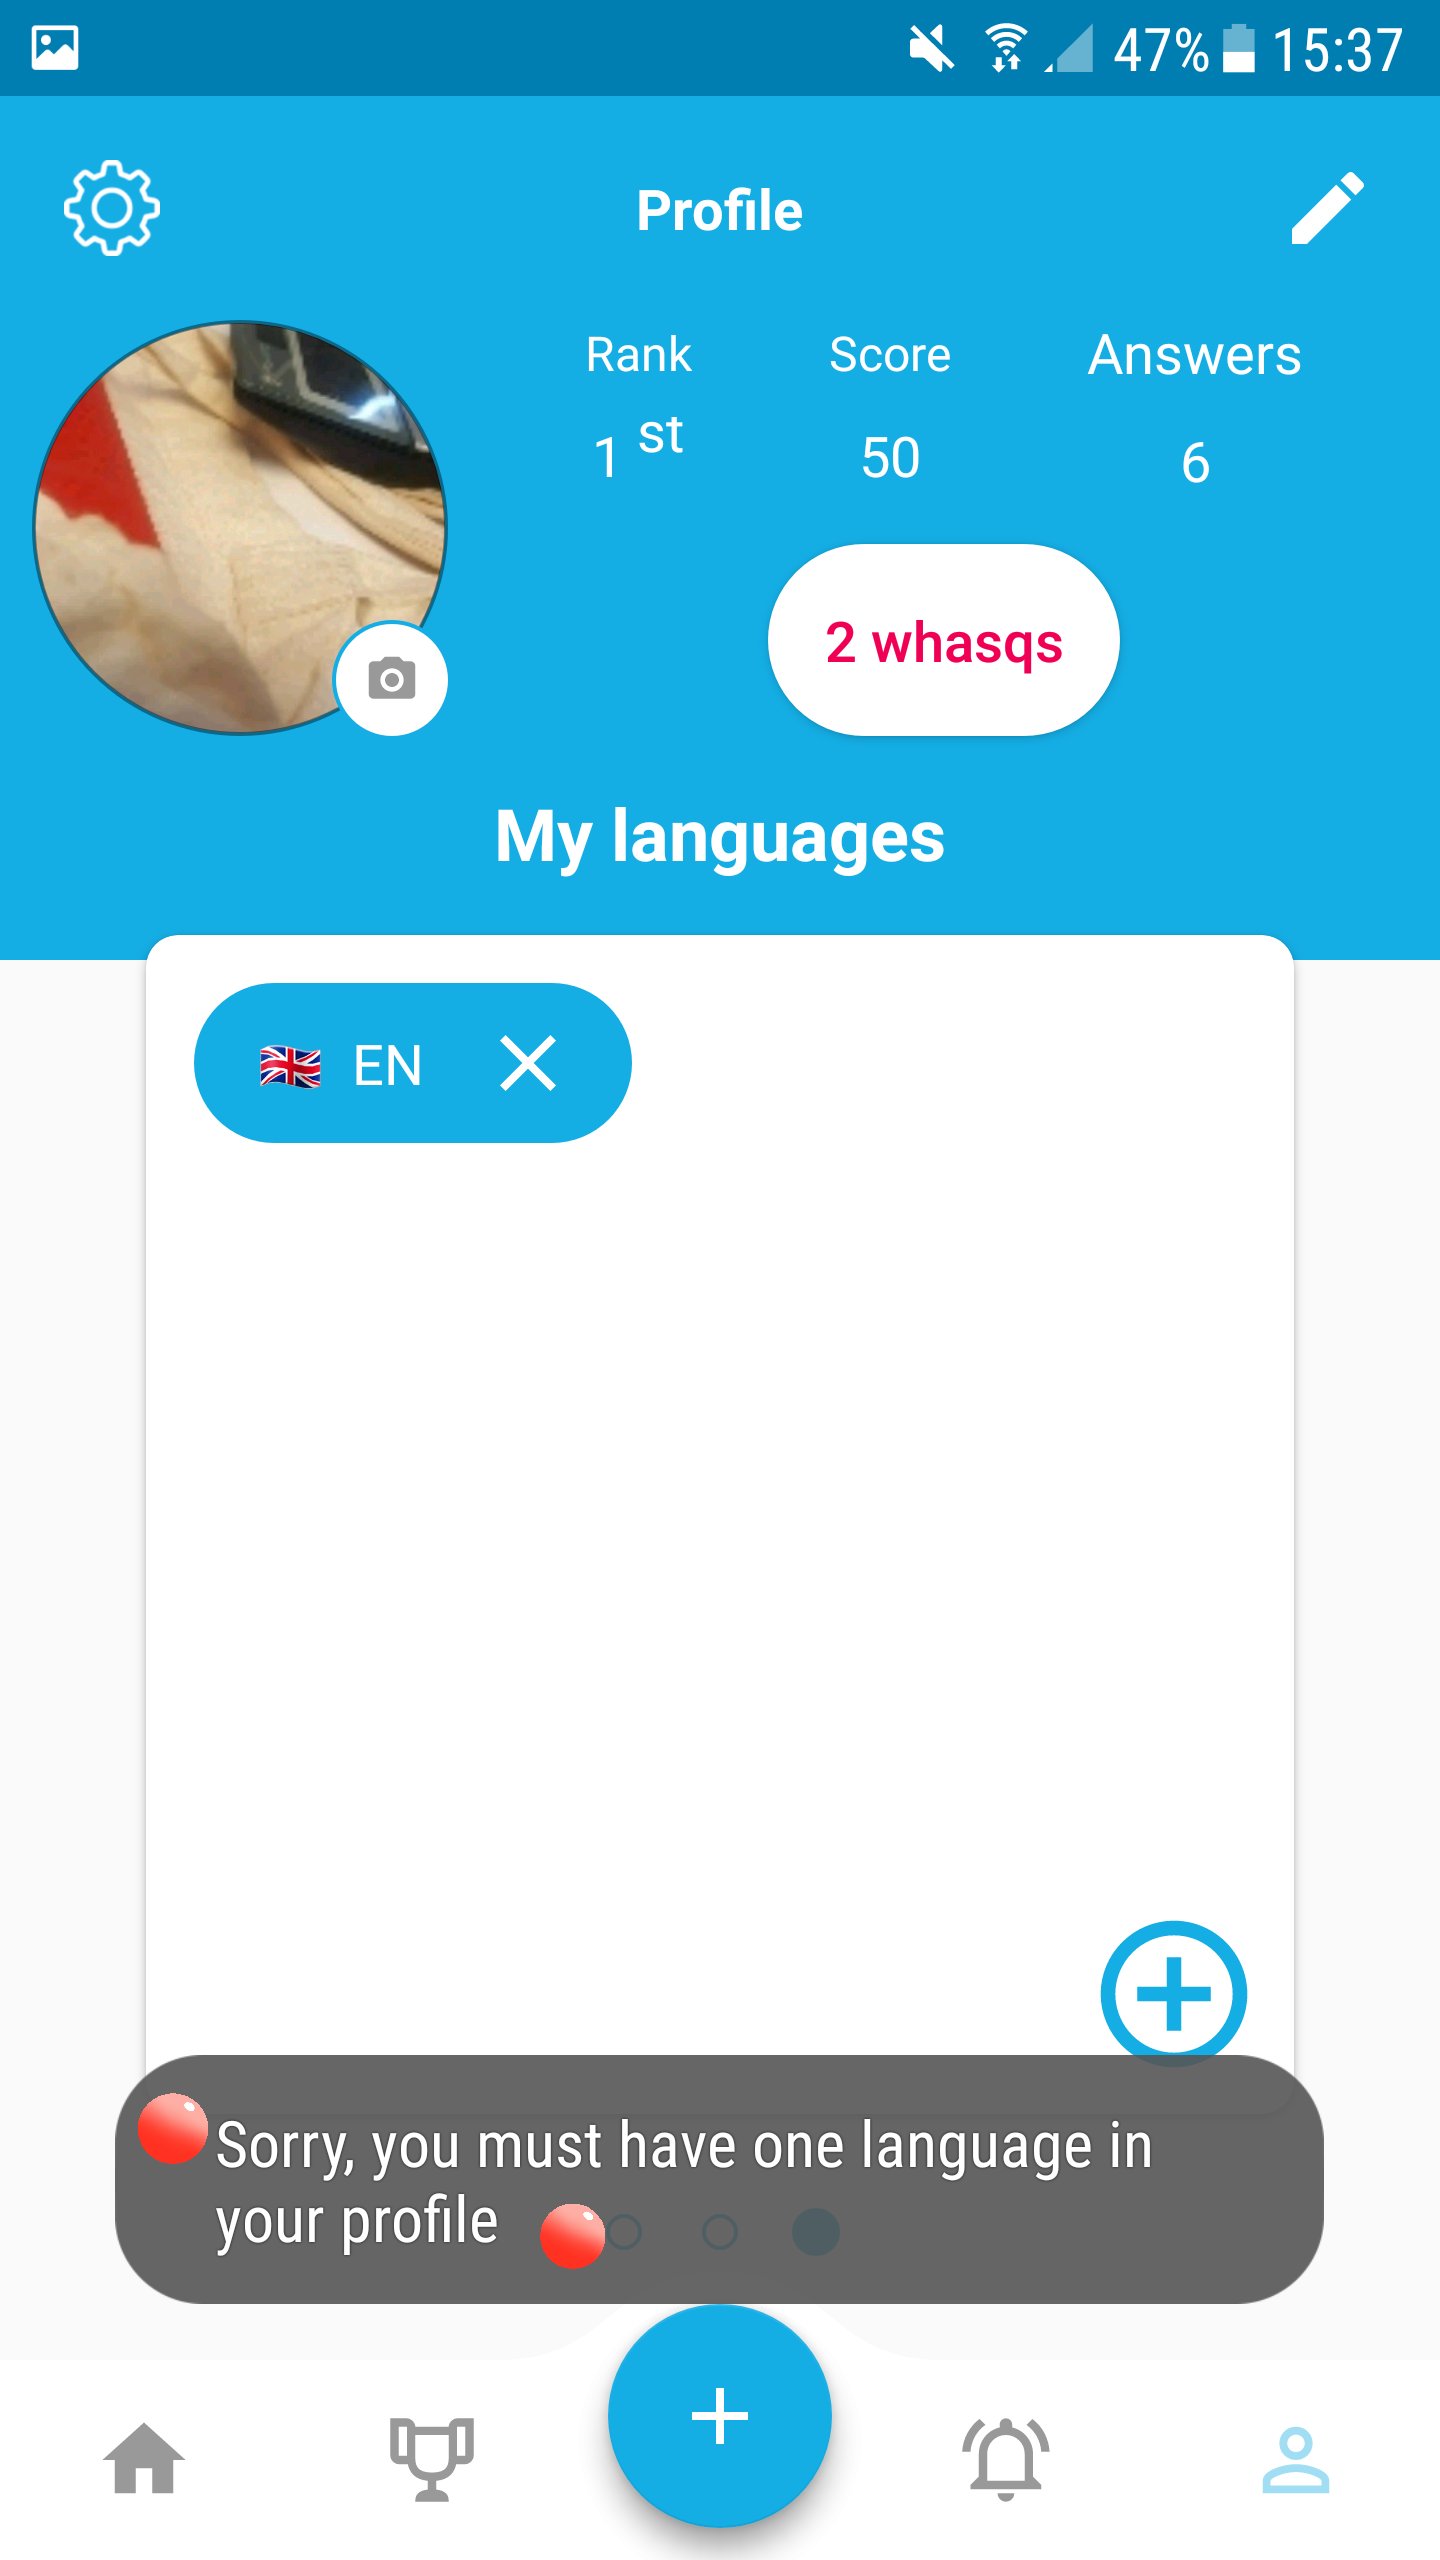 47% 15:37
Profile
Rank Score Answers
1 st 50 6
2 whasqs
My languages
🇬🇧 EN
Sorry, you must have one language in
your profile